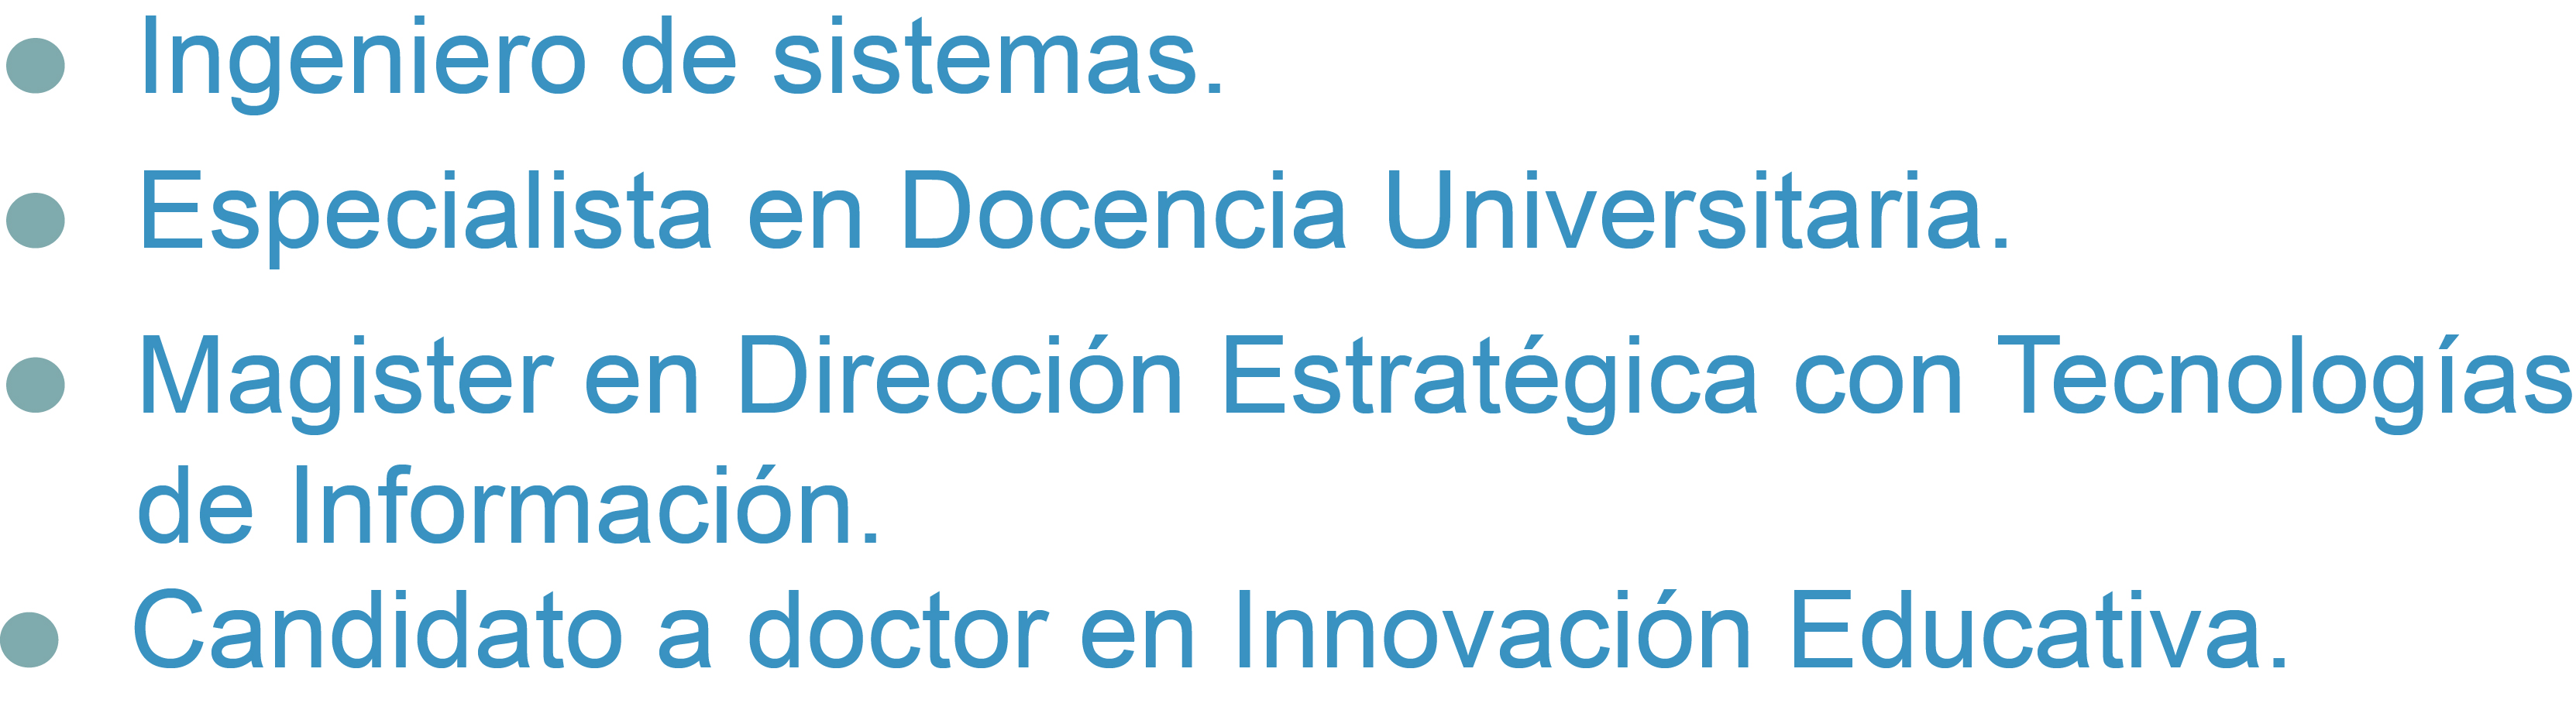 ● Ingeniero de sistemas.
● Especialista en Docencia Universitaria.
● Magister en Dirección Estratégica con Tecnologías
de Información.
● Candidato a doctor en Innovación Educativa.